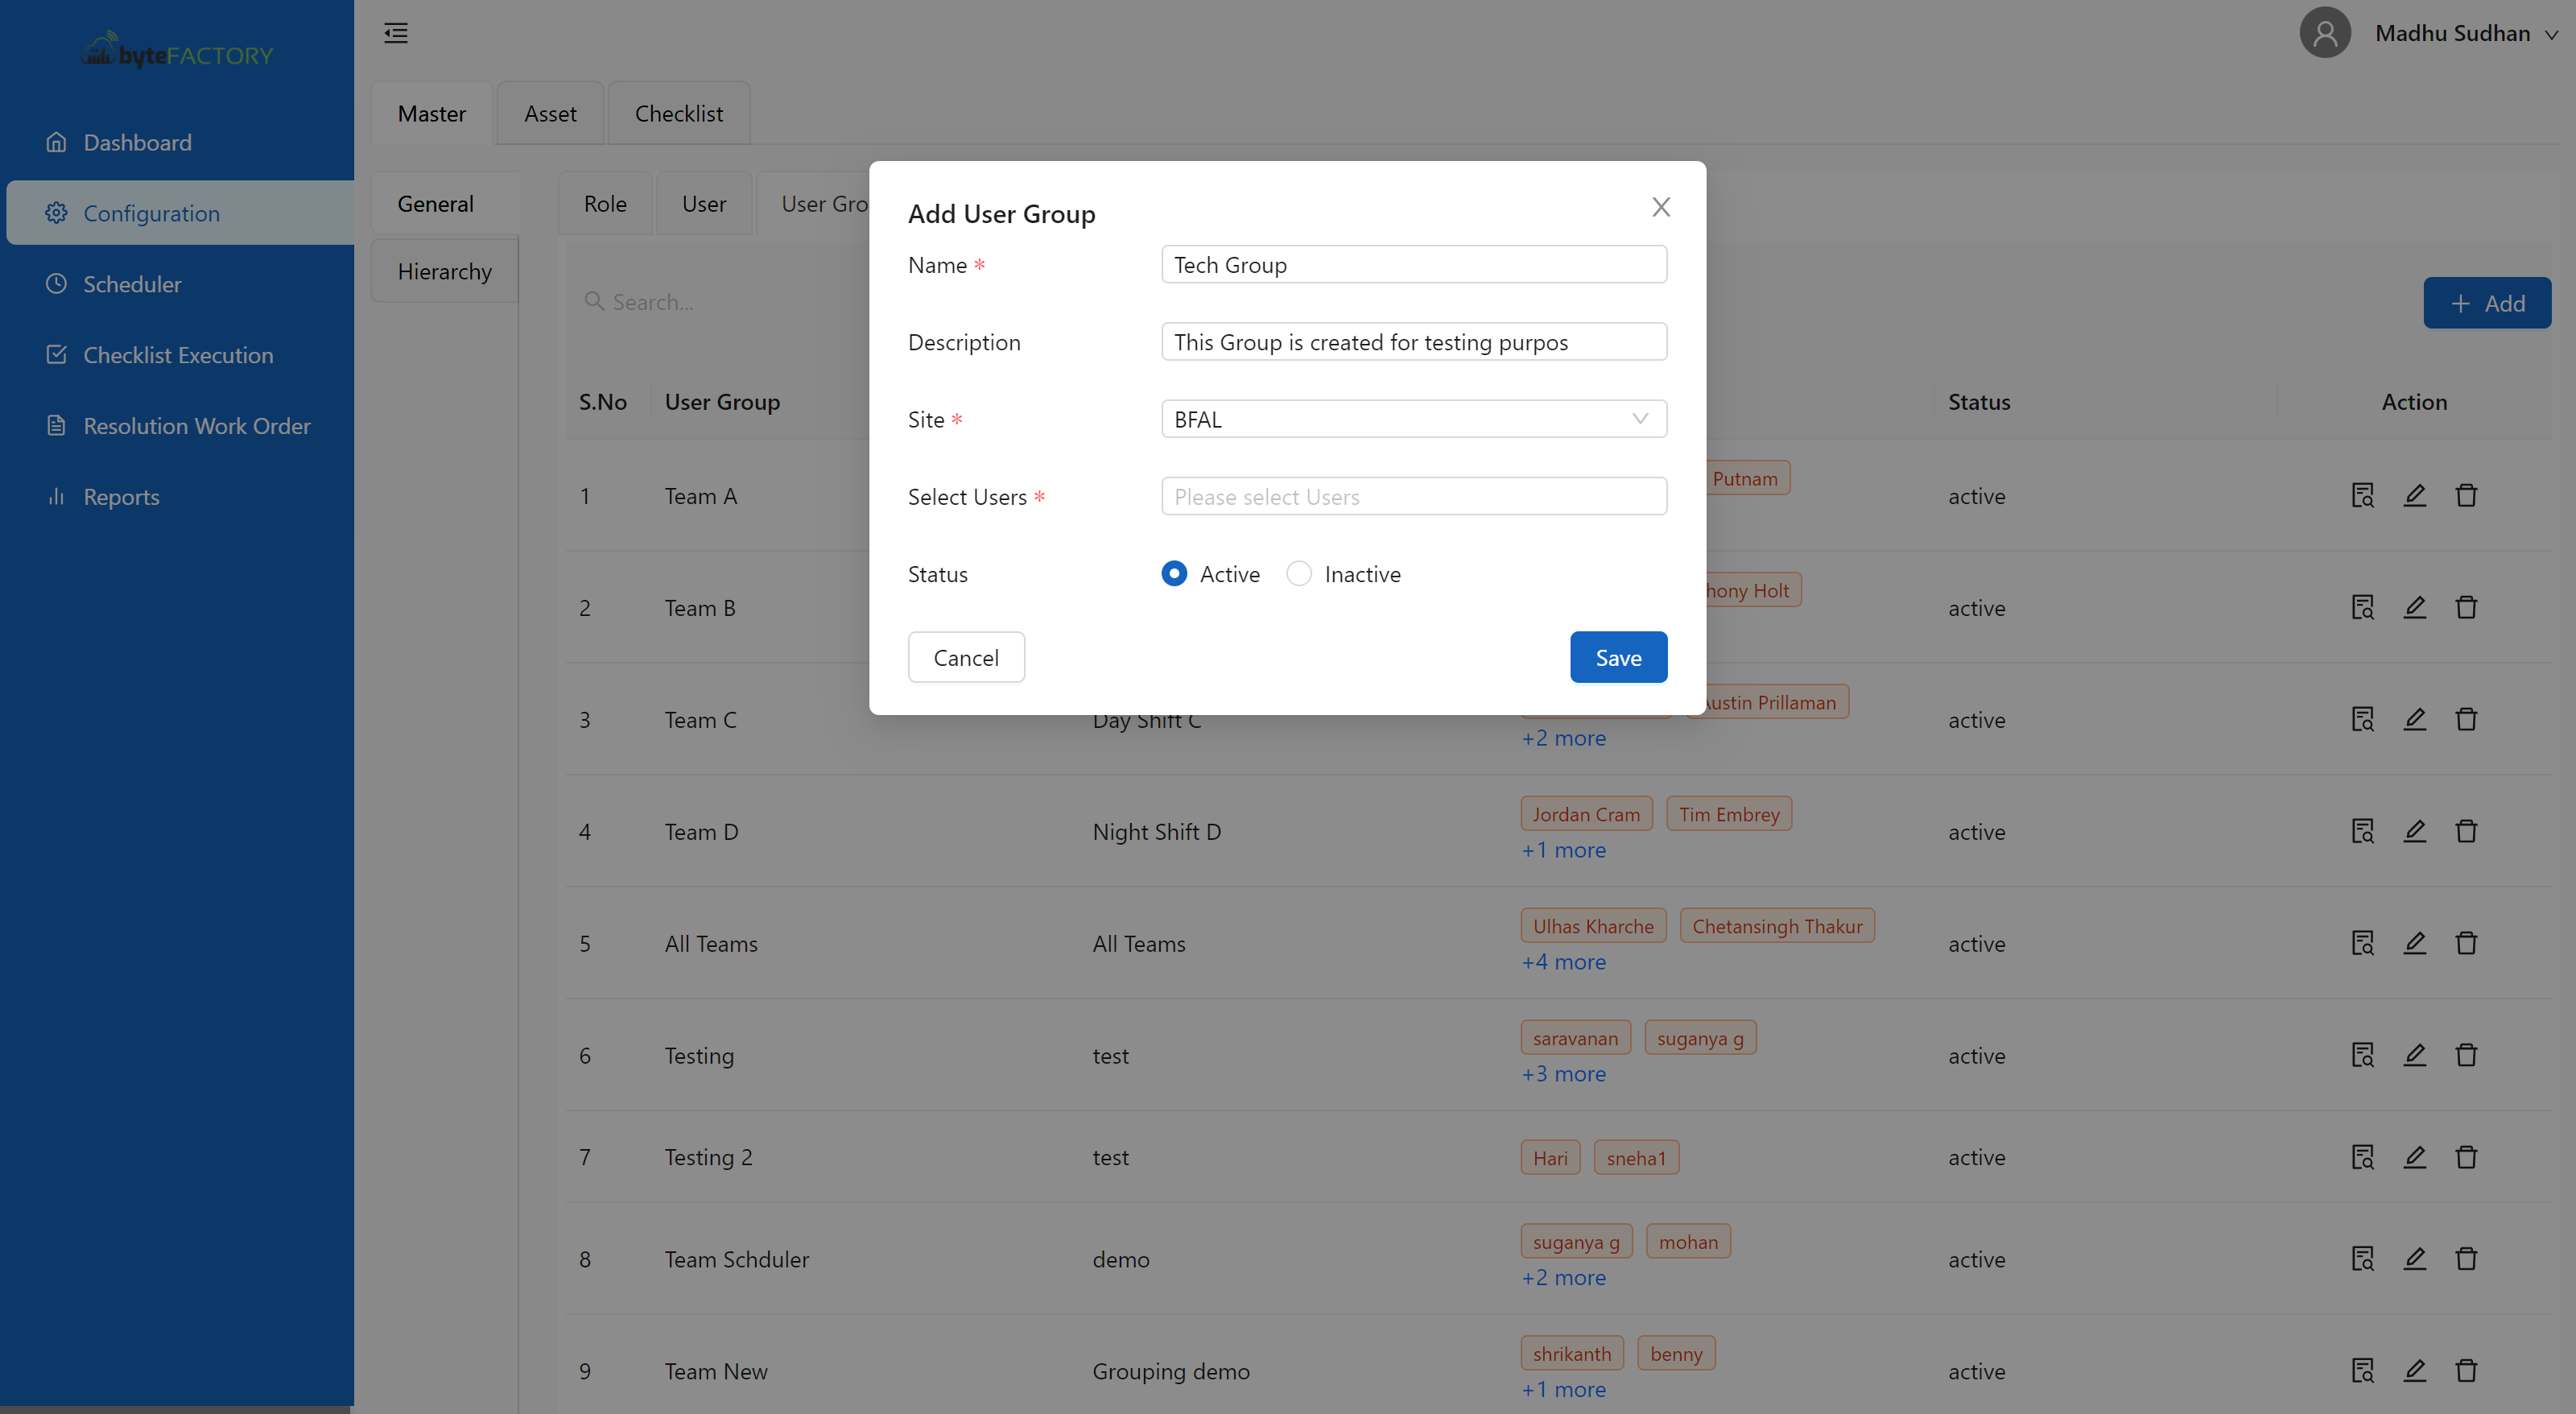 byteFACTORY
Madhu Sudhan
Dashboard
Configuration
Scheduler
Checklist Execution
Resolution Work Order
Reports
Master Asset Checklist
General
Hierarchy
Role User User Gro
Search...
+ Add
Add User Group
Name * Tech Group
Description This Group is created for testing purpos
Site * BFAL
Select Users * Please select Users
Status Active Inactive
Cancel Save
S.No User Group Status Action
1 Team A Putnam active
2 Team B hony Holt active
3 Team C Day Shift C ustin Prillaman active
+2 more
4 Team D Night Shift D Jordan Cram Tim Embrey active
+1 more
5 All Teams All Teams Ulhas Kharche Chetansingh Thakur active
+4 more
6 Testing test saravanan suganya g active
+3 more
7 Testing 2 test Hari sneha1 active
8 Team Schduler demo suganya g mohan active
+2 more
9 Team New Grouping demo shrikanth benny active
+1 more